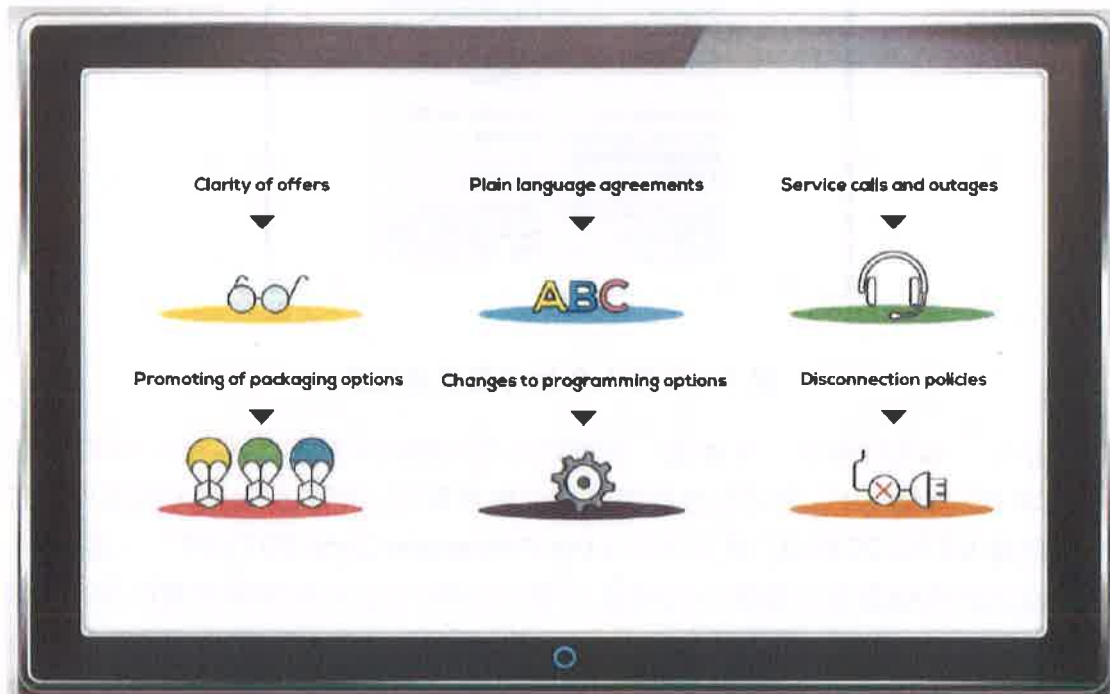 Clarity of offers
Plain language agreements
Service calls and outages
ABC
Promoting of packaging options
Changes to programming options
Disconnection policies